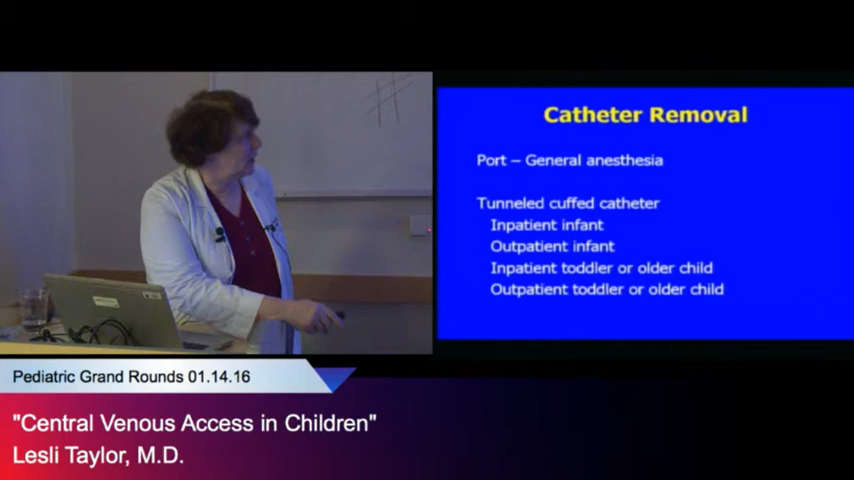 Catheter Removal
Port – General anesthesia
Tunneled cuffed catheter
Inpatient infant
Outpatient infant
Inpatient toddler or older child
Outpatient toddler or older child
Pediatric Grand Rounds 01.14.16
"Central Venous Access in Children"
Lesli Taylor, M.D.